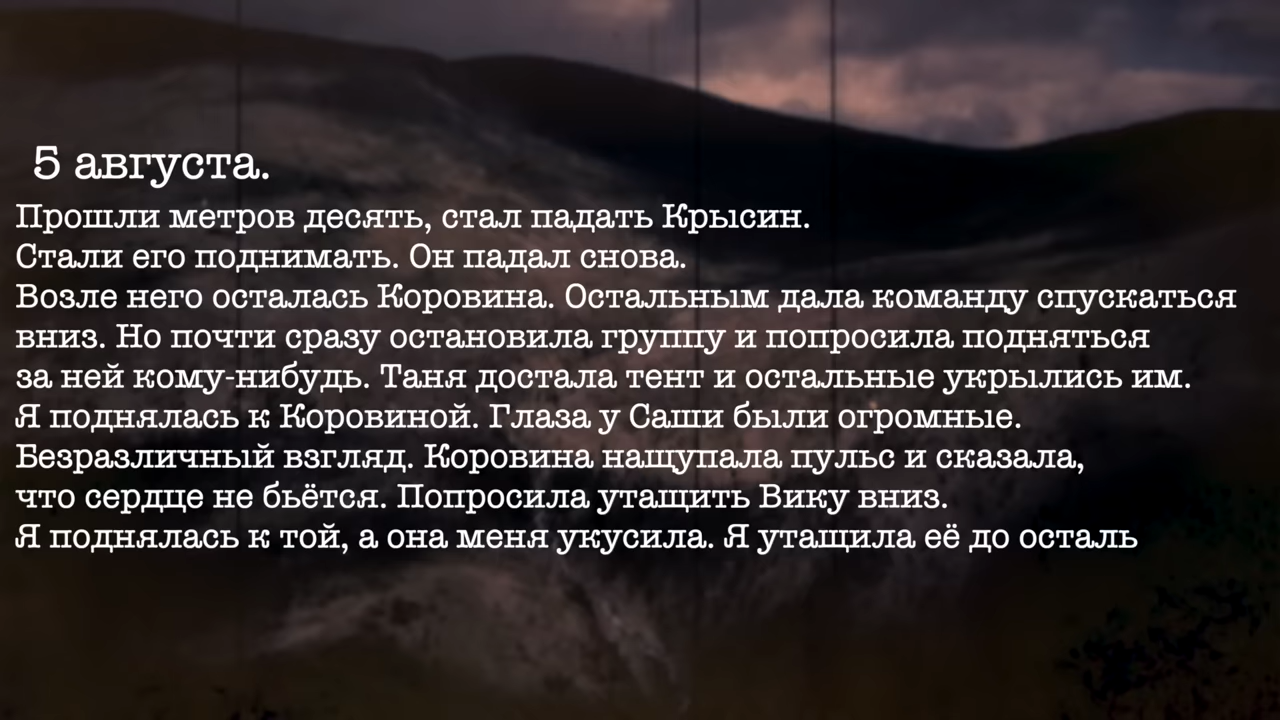 5 августа.
Прошли метров десять, стал падать Крысин.
Стали его поднимать. Он падал снова.
Возле него осталась Коровина. Остальным дала команду спускаться
вниз. Но почти сразу остановила группу и попросила подняться
за ней кому-нибудь. Таня достала тент и остальные укрылись им.
Я поднялась к Коровиной. Глаза у Саши были огромные.
Безразличный взгляд. Коровина нащупала пульс и сказала,
что сердце не бьётся. Попросила утащить Вику вниз.
Я поднялась к той, а она меня укусила. Я утащила её до осталь